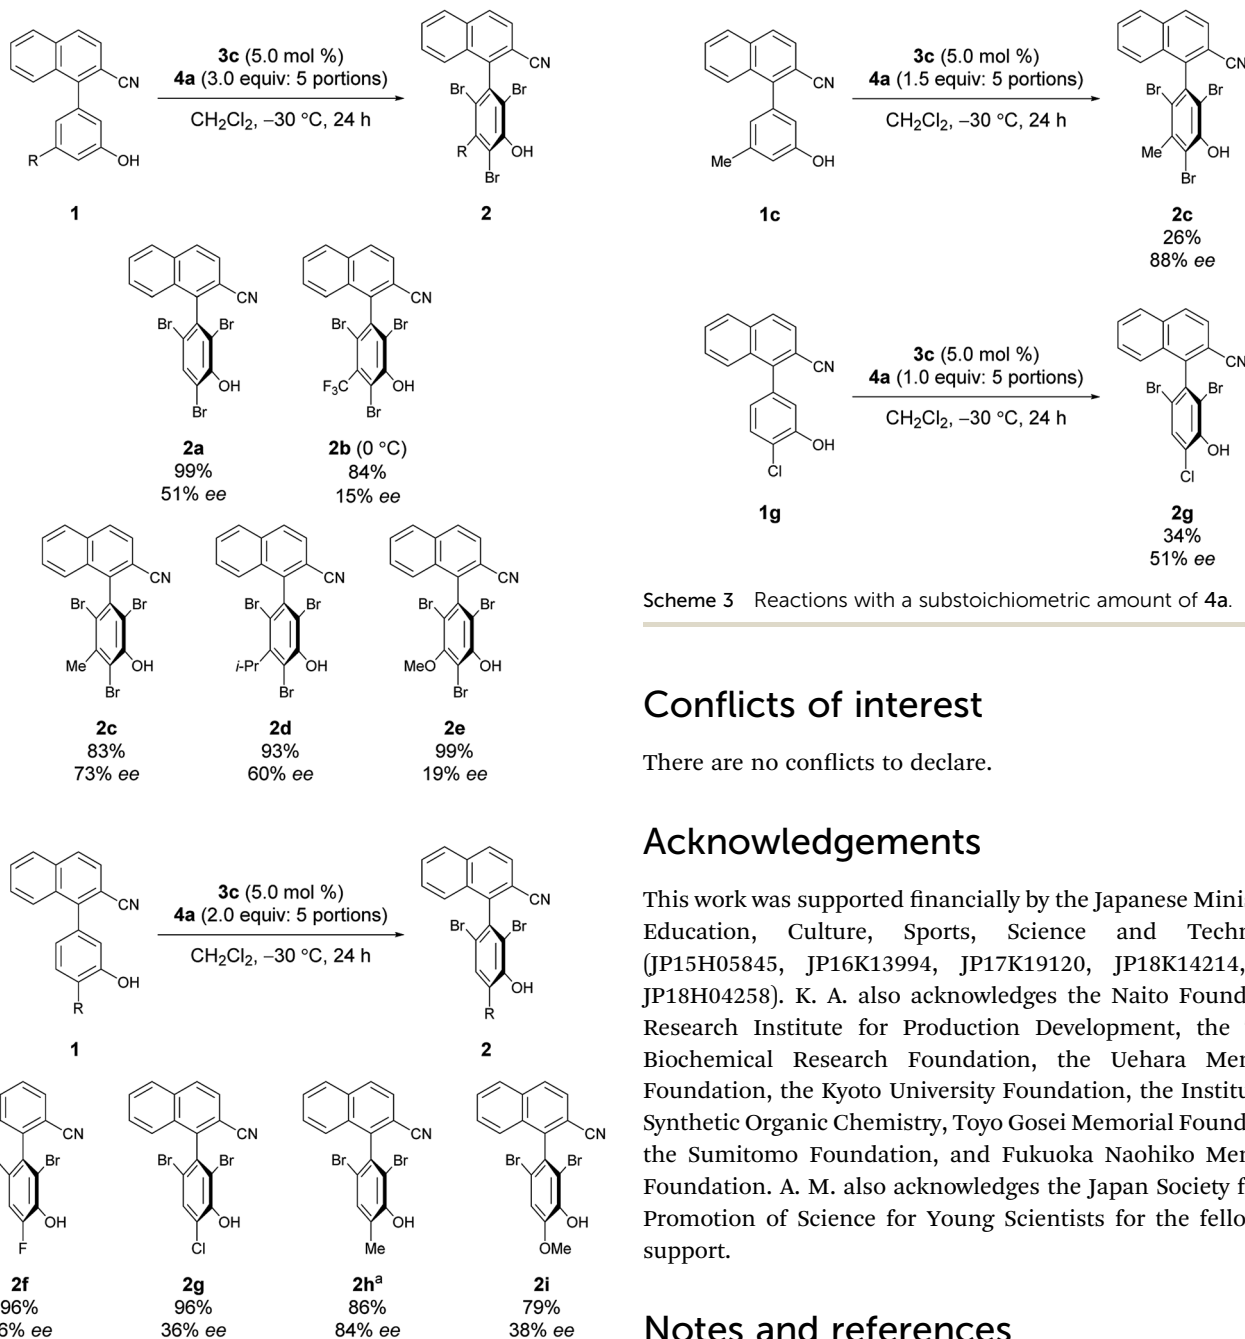 3c (5.0 mol %)
4a (3.0 equiv: 5 portions)
CH2Cl2, −30 °C, 24 h
CN
R
OH
1
CN
Br
Br
R
OH
Br
2
CN
Br
Br
OH
Br
2a
99%
51% ee
CN
Br
Br
F3C
OH
Br
2b (0 °C)
84%
15% ee
CN
Br
Br
Me
OH
Br
2c
83%
73% ee
CN
Br
Br
i-Pr
OH
Br
2d
93%
60% ee
CN
Br
Br
MeO
OH
Br
2e
99%
19% ee
CN
OH
R
1
3c (5.0 mol %)
4a (2.0 equiv: 5 portions)
CH2Cl2, −30 °C, 24 h
CN
Br
Br
OH
R
2
CN
Br
OH
F
2f
96%
6% ee
CN
Br
Br
OH
Cl
2g
96%
36% ee
CN
Br
Br
OH
Me
2ha
86%
84% ee
CN
Br
Br
OH
OMe
2i
79%
38% ee
CN
Me
OH
1c
3c (5.0 mol %)
4a (1.5 equiv: 5 portions)
CH2Cl2, −30 °C, 24 h
CN
Br
Br
Me
OH
Br
2c
26%
88% ee
CN
OH
Cl
1g
3c (5.0 mol %)
4a (1.0 equiv: 5 portions)
CH2Cl2, −30 °C, 24 h
CN
Br
Br
OH
Cl
2g
34%
51% ee
Scheme 3 Reactions with a substoichiometric amount of 4a.
Conflicts of interest
There are no conflicts to declare.
Acknowledgements
This work was supported financially by the Japanese Mini
Education, Culture, Sports, Science and Techn
(JP15H05845, JP16K13994, JP17K19120, JP18K14214,
JP18H04258). K. A. also acknowledges the Naito Found
Research Institute for Production Development, the
Biochemical Research Foundation, the Uehara Mem
Foundation, the Kyoto University Foundation, the Institu
Synthetic Organic Chemistry, Toyo Gosei Memorial Found
the Sumitomo Foundation, and Fukuoka Naohiko Mem
Foundation. A. M. also acknowledges the Japan Society f
Promotion of Science for Young Scientists for the fello
support.
Notes and references